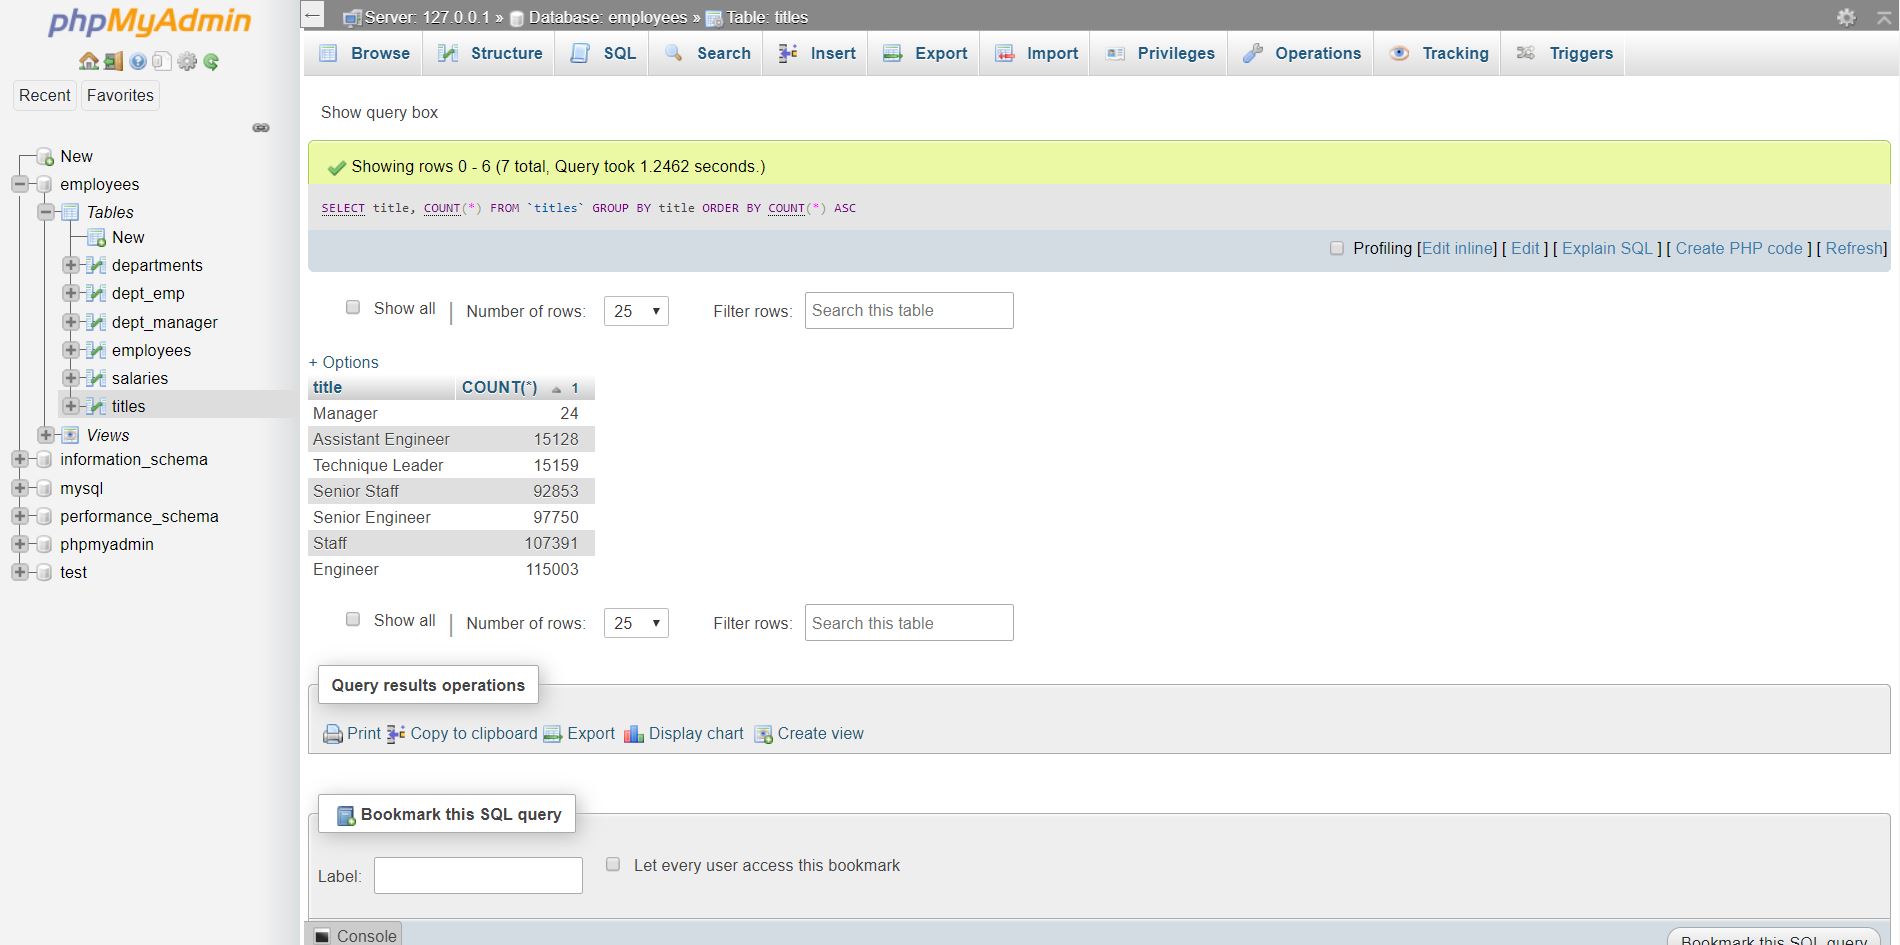 phpMyAdmin
Recent Favorites
New
employees
Tables
New
departments
dept_emp
dept_manager
employees
salaries
titles
Views
information_schema
mysql
performance_schema
phpmyadmin
test
← Server: 127.0.0.1 » Database: employees » Table: titles
Browse Structure SQL Search Insert Export Import Privileges Operations Tracking Triggers
Show query box
Showing rows 0 - 6 (7 total, Query took 1.2462 seconds.)
SELECT title, COUNT(*) FROM `titles` GROUP BY title ORDER BY COUNT(*) ASC
Profiling [Edit inline] [ Edit ] [ Explain SQL ] [ Create PHP code ] [ Refresh]
Show all | Number of rows: 25 Filter rows: Search this table
+ Options
title COUNT(*) 1
Manager 24
Assistant Engineer 15128
Technique Leader 15159
Senior Staff 92853
Senior Engineer 97750
Staff 107391
Engineer 115003
Show all | Number of rows: 25 Filter rows: Search this table
Query results operations
Print Copy to clipboard Export Display chart Create view
Bookmark this SQL query
Label: Let every user access this bookmark
Console
Bookmark this SQL query